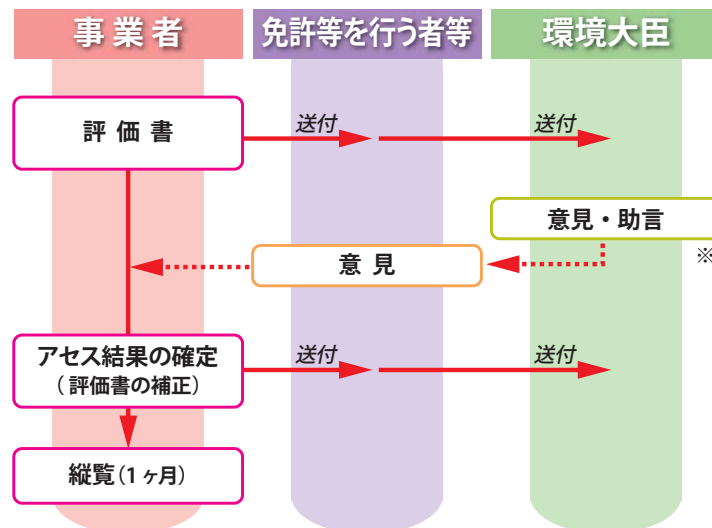 事業者
免許等を行う者等
環境大臣
評価書
送付
送付
意見・助言
※
意見
アセス結果の確定
（評価書の補正）
送付
送付
縦覧（1ヶ月）